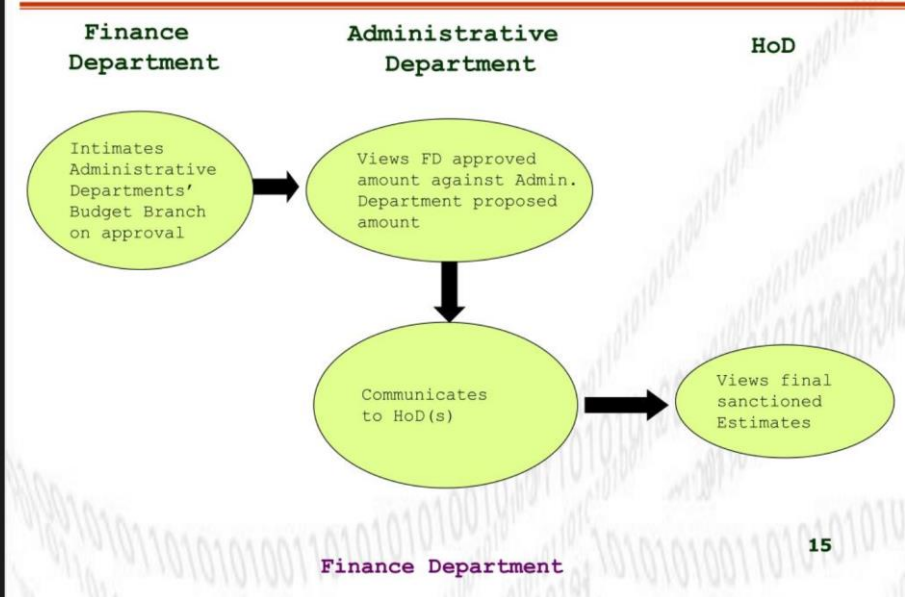 Finance
Department
Administrative
Department
HoD
Intimates
Administrative
Departments'
Budget Branch
on approval
Views FD approved
amount against Admin.
Department proposed
amount
Communicates
to HoD(s)
Views final
sanctioned
Estimates
15
Finance Department